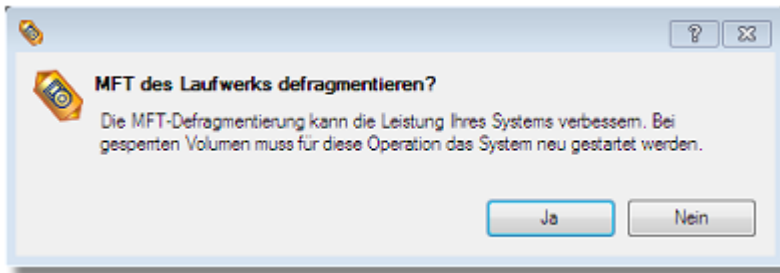 MFT des Laufwerks defragmentieren?
Die MFT-Defragmentierung kann die Leistung Ihres Systems verbessern. Bei
gesperrten Volumen muss für diese Operation das System neu gestartet werden.
Ja Nein